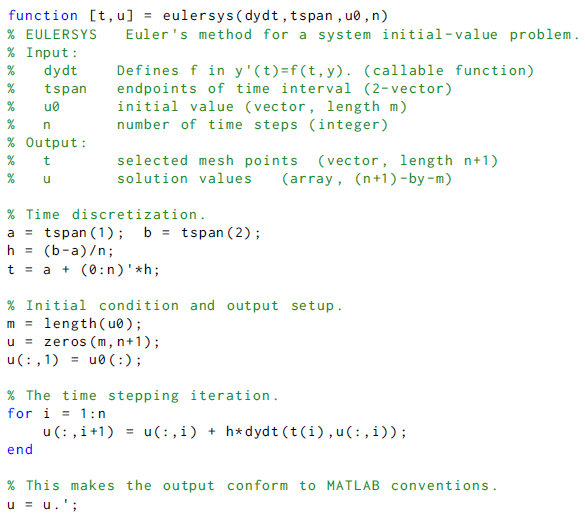 function [t,u] = eulersys(dydt,tspan,u0,n)
% EULERSYS   Euler's method for a system initial-value problem.
% Input:
%   dydt    Defines f in y'(t)=f(t,y). (callable function)
%   tspan   endpoints of time interval (2-vector)
%   u0      initial value (vector, length m)
%   n       number of time steps (integer)
% Output:
%   t       selected mesh points  (vector, length n+1)
%   u       solution values   (array, (n+1)-by-m)

% Time discretization.
a = tspan(1);  b = tspan(2);
h = (b-a)/n;
t = a + (0:n)'*h;

% Initial condition and output setup.
m = length(u0);
u = zeros(m,n+1);
u(:,1) = u0(:);

% The time stepping iteration.
for i = 1:n
    u(:,i+1) = u(:,i) + h*dydt(t(i),u(:,i));
end

% This makes the output conform to MATLAB conventions.
u = u.';